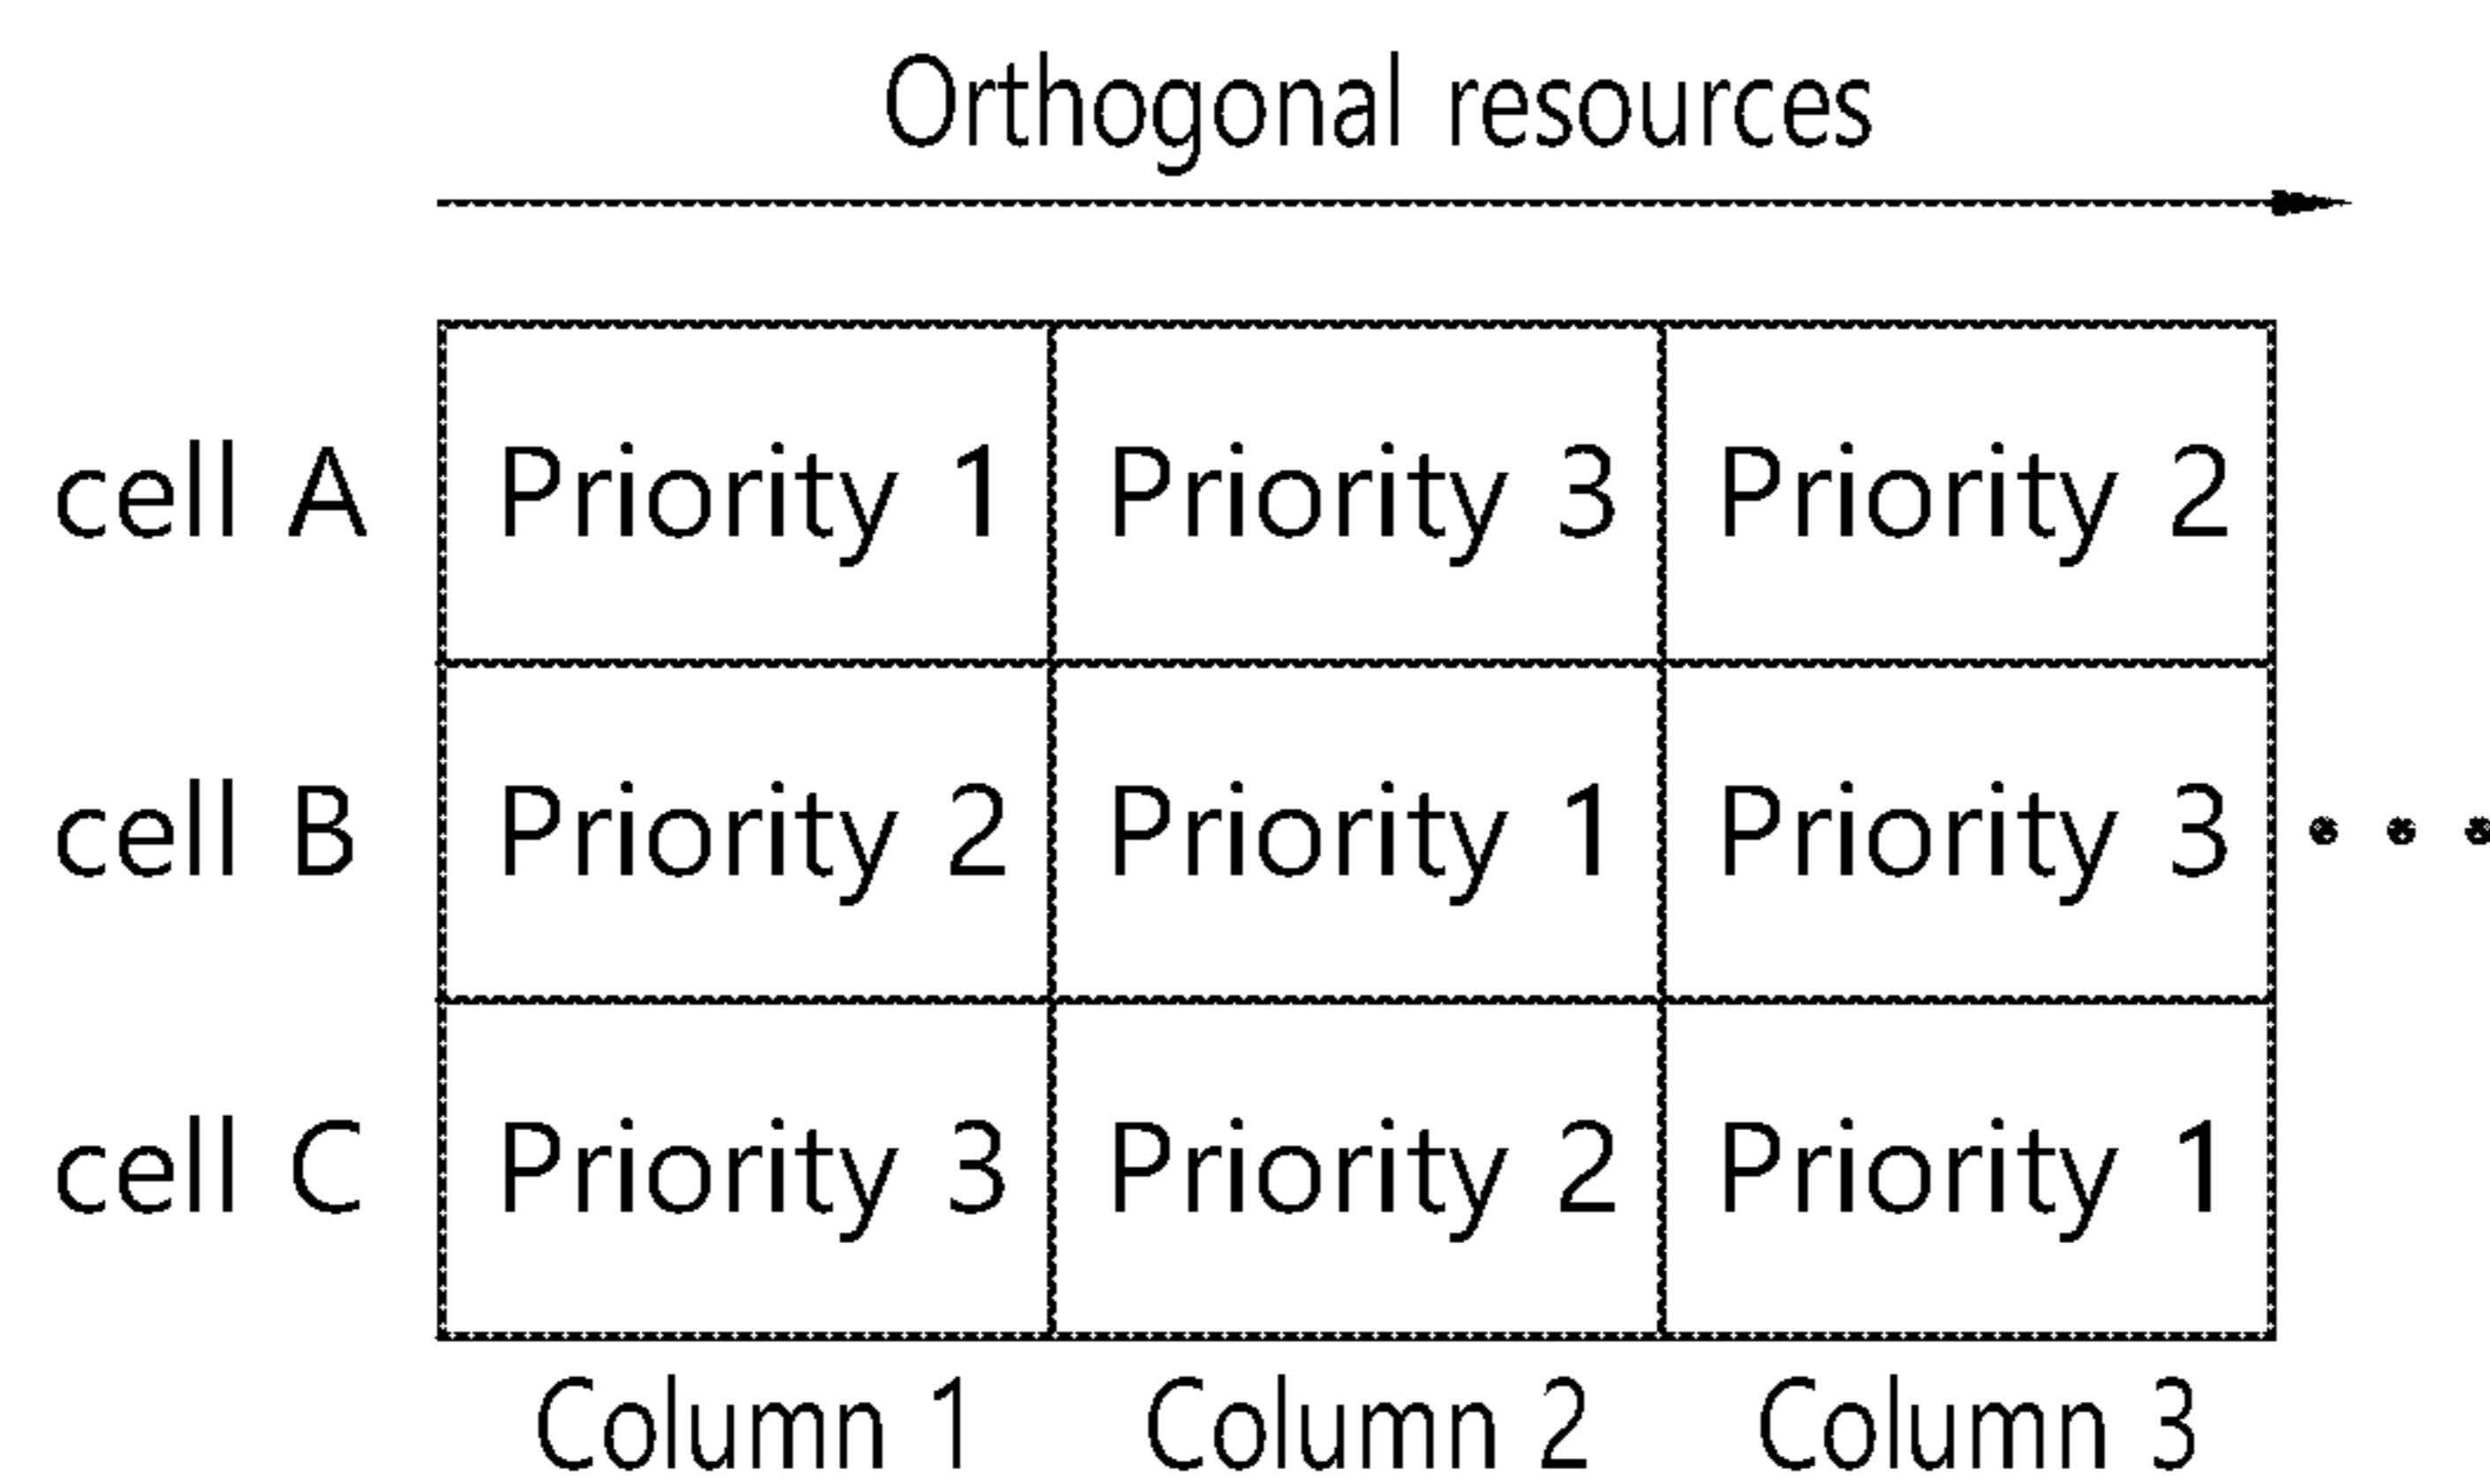 Orthogonal resources
cell A Priority 1 Priority 3 Priority 2
cell B Priority 2 Priority 1 Priority 3
cell C Priority 3 Priority 2 Priority 1
Column 1 Column 2 Column 3